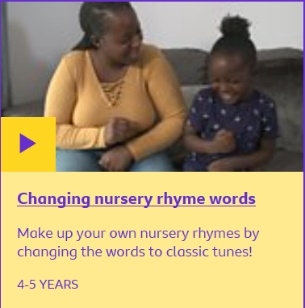 Changing nursery rhyme words
Make up your own nursery rhymes by
changing the words to classic tunes!
4-5 YEARS